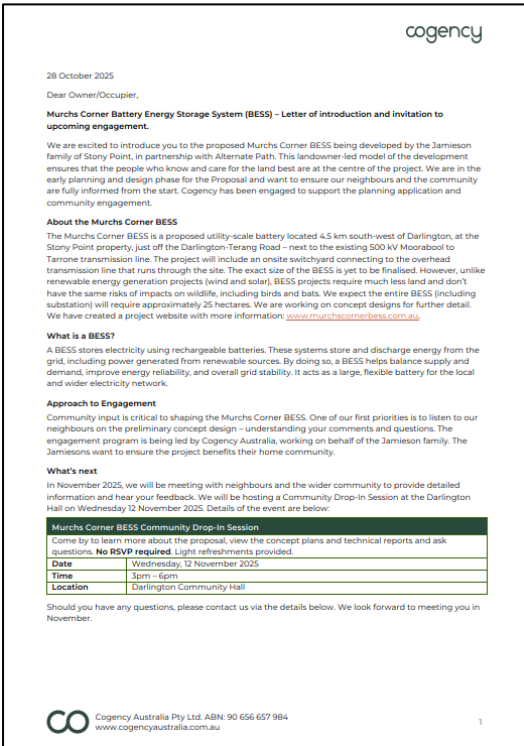 cogency
28 October 2025
Dear Owner/Occupier,
Murchs Corner Battery Energy Storage System (BESS) – Letter of introduction and invitation to
upcoming engagement.
We are excited to introduce you to the proposed Murchs Corner BESS being developed by the Jamieson
family of Stony Point, in partnership with Alternate Path. This landowner-led model of the development
ensures that the people who know and care for the land best are at the centre of the project. We are in the
early planning and design phase for the Proposal and want to ensure our neighbours and the community
are fully informed from the start. Cogency has been engaged to support the planning application and
community engagement.
About the Murchs Corner BESS
The Murchs Corner BESS is a proposed utility-scale battery located 4.5 km south-west of Darlington, at the
Stony Point property, just off the Darlington-Terang Road – next to the existing 500 kV Moorabool to
Tarrone transmission line. The project will include an onsite switchyard connecting to the overhead
transmission line that runs through the site. The exact size of the BESS is yet to be finalised. However, unlike
renewable energy generation projects (wind and solar), BESS projects require much less land and don't
have the same risks of impacts on wildlife, including birds and bats. We expect the entire BESS (including
substation) will require approximately 25 hectares. We are working on concept designs for further detail.
We have created a project website with more information: www.murchscornerbess.com.au.
What is a BESS?
A BESS stores electricity using rechargeable batteries. These systems store and discharge energy from the
grid, including power generated from renewable sources. By doing so, a BESS helps balance supply and
demand, improve energy reliability, and overall grid stability. It acts as a large, flexible battery for the local
and wider electricity network.
Approach to Engagement
Community input is critical to shaping the Murchs Corner BESS. One of our first priorities is to listen to our
neighbours on the preliminary concept design – understanding your comments and questions. The
engagement program is being led by Cogency Australia, working on behalf of the Jamieson family. The
Jamiesons want to ensure the project benefits their home community.
What's next
In November 2025, we will be meeting with neighbours and the wider community to provide detailed
information and hear your feedback. We will be hosting a Community Drop-In Session at the Darlington
Hall on Wednesday 12 November 2025. Details of the event are below:
Murchs Corner BESS Community Drop-In Session
Come by to learn more about the proposal, view the concept plans and technical reports and ask
questions. No RSVP required. Light refreshments provided.
Date Wednesday, 12 November 2025
Time 3pm – 6pm
Location Darlington Community Hall
Should you have any questions, please contact us via the details below. We look forward to meeting you in
November.
CO
Cogency Australia Pty Ltd. ABN: 90 656 657 984
www.cogencyaustralia.com.au
1